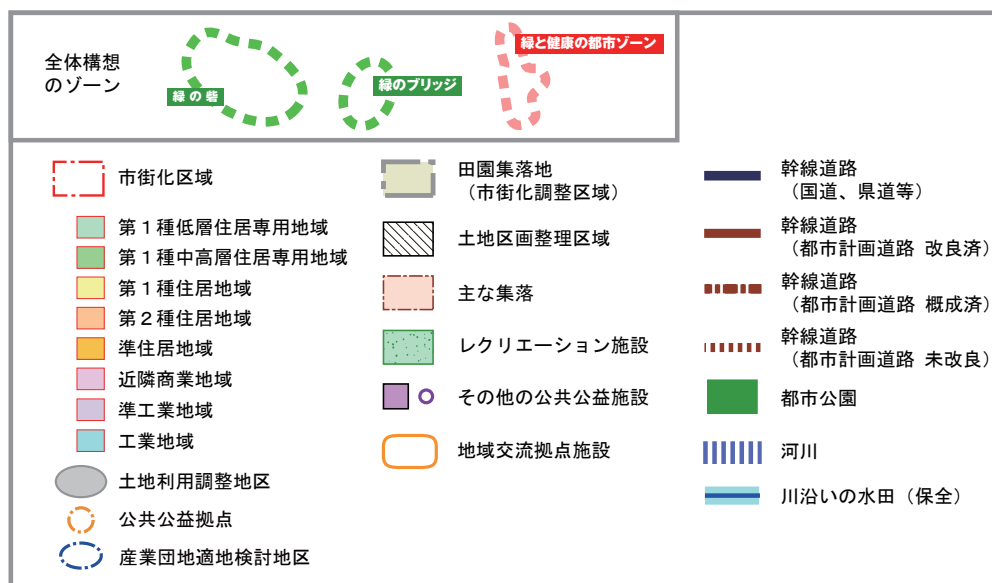 全体構想
のゾーン
緑の砦
緑のブリッジ
緑と健康の都市ゾーン
市街化区域
第1種低層住居専用地域
第1種中高層住居専用地域
第1種住居地域
第2種住居地域
準住居地域
近隣商業地域
準工業地域
工業地域
土地利用調整地区
公共公益拠点
産業団地適地検討地区
田園集落地
（市街化調整区域）
土地区画整理区域
主な集落
レクリエーション施設
その他の公共公益施設
地域交流拠点施設
幹線道路
（国道、県道等）
幹線道路
（都市計画道路 改良済）
幹線道路
（都市計画道路 概成済）
幹線道路
（都市計画道路 未改良）
都市公園
河川
川沿いの水田（保全）